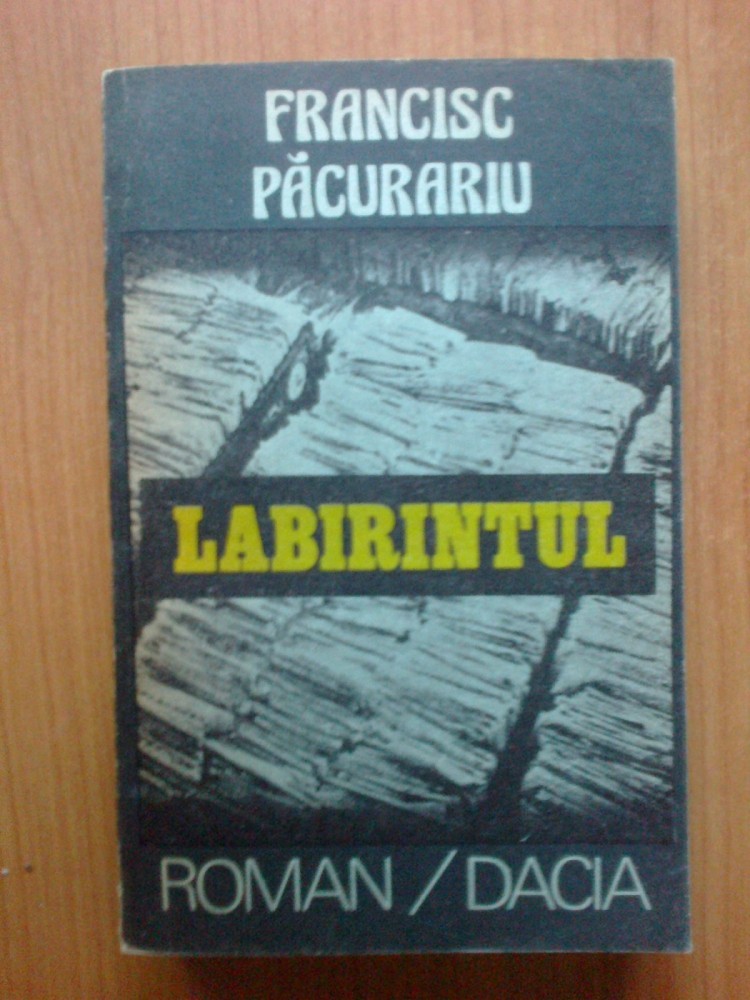 FRANCISC
PĂCURARIU
LABIRINTUL
ROMAN / DACIA